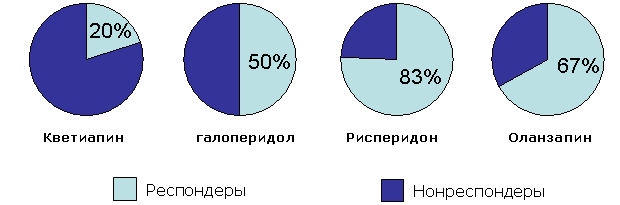 20% 50% 83% 67%
Кветиапин галоперидол Рисперидон Оланзапин
Респондеры Нонреспондеры